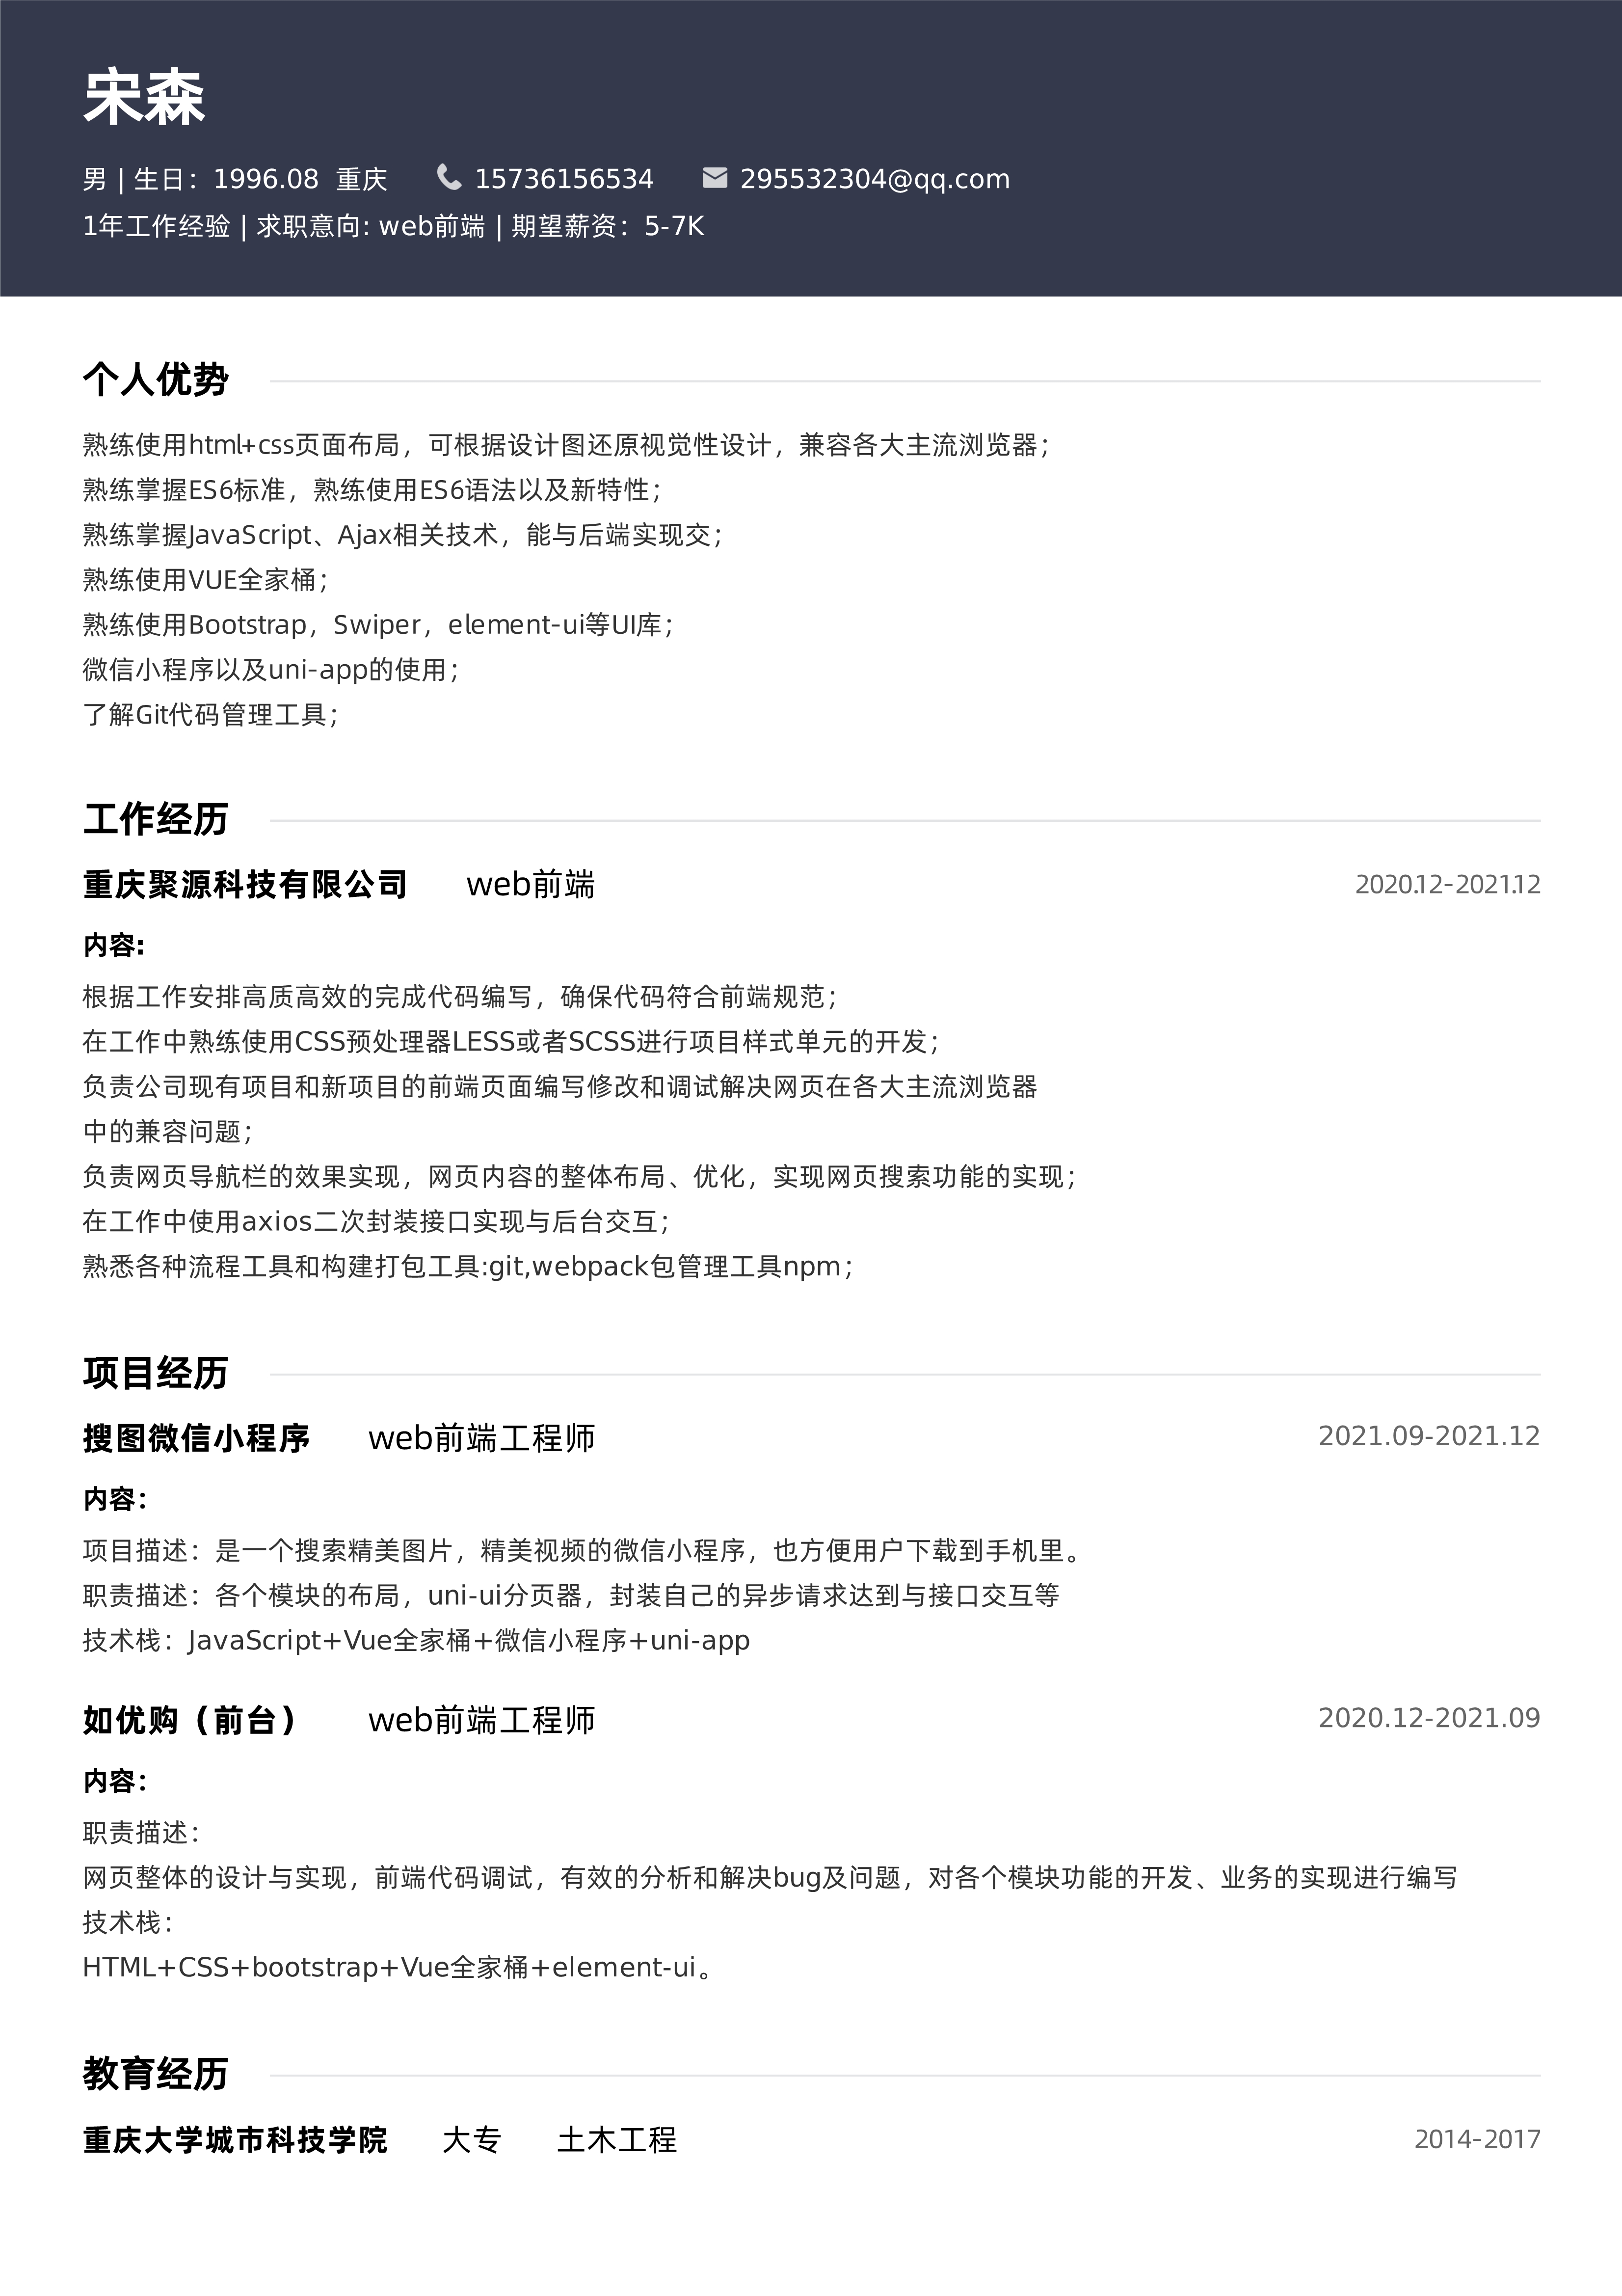 宋森
男 | 生日：1996.08 重庆 15736156534 295532304@qq.com
1年工作经验 | 求职意向: web前端 | 期望薪资：5-7K
个人优势
熟练使用html+css页面布局，可根据设计图还原视觉性设计，兼容各大主流浏览器；
熟练掌握ES6标准，熟练使用ES6语法以及新特性；
熟练掌握JavaScript、Ajax相关技术，能与后端实现交；
熟练使用VUE全家桶；
熟练使用Bootstrap，Swiper，element-ui等UI库；
微信小程序以及uni-app的使用；
了解Git代码管理工具；
工作经历
重庆聚源科技有限公司 web前端 2020.12-2021.12
内容:
根据工作安排高质高效的完成代码编写，确保代码符合前端规范；
在工作中熟练使用CSS预处理器LESS或者SCSS进行项目样式单元的开发；
负责公司现有项目和新项目的前端页面编写修改和调试解决网页在各大主流浏览器
中的兼容问题；
负责网页导航栏的效果实现，网页内容的整体布局、优化，实现网页搜索功能的实现；
在工作中使用axios二次封装接口实现与后台交互；
熟悉各种流程工具和构建打包工具:git,webpack包管理工具npm；
项目经历
搜图微信小程序 web前端工程师 2021.09-2021.12
内容：
项目描述：是一个搜索精美图片，精美视频的微信小程序，也方便用户下载到手机里。
职责描述：各个模块的布局，uni-ui分页器，封装自己的异步请求达到与接口交互等
技术栈：JavaScript+Vue全家桶+微信小程序+uni-app
如优购（前台） web前端工程师 2020.12-2021.09
内容：
职责描述：
网页整体的设计与实现，前端代码调试，有效的分析和解决bug及问题，对各个模块功能的开发、业务的实现进行编写
技术栈：
HTML+CSS+bootstrap+Vue全家桶+element-ui。
教育经历
重庆大学城市科技学院 大专 土木工程 2014-2017